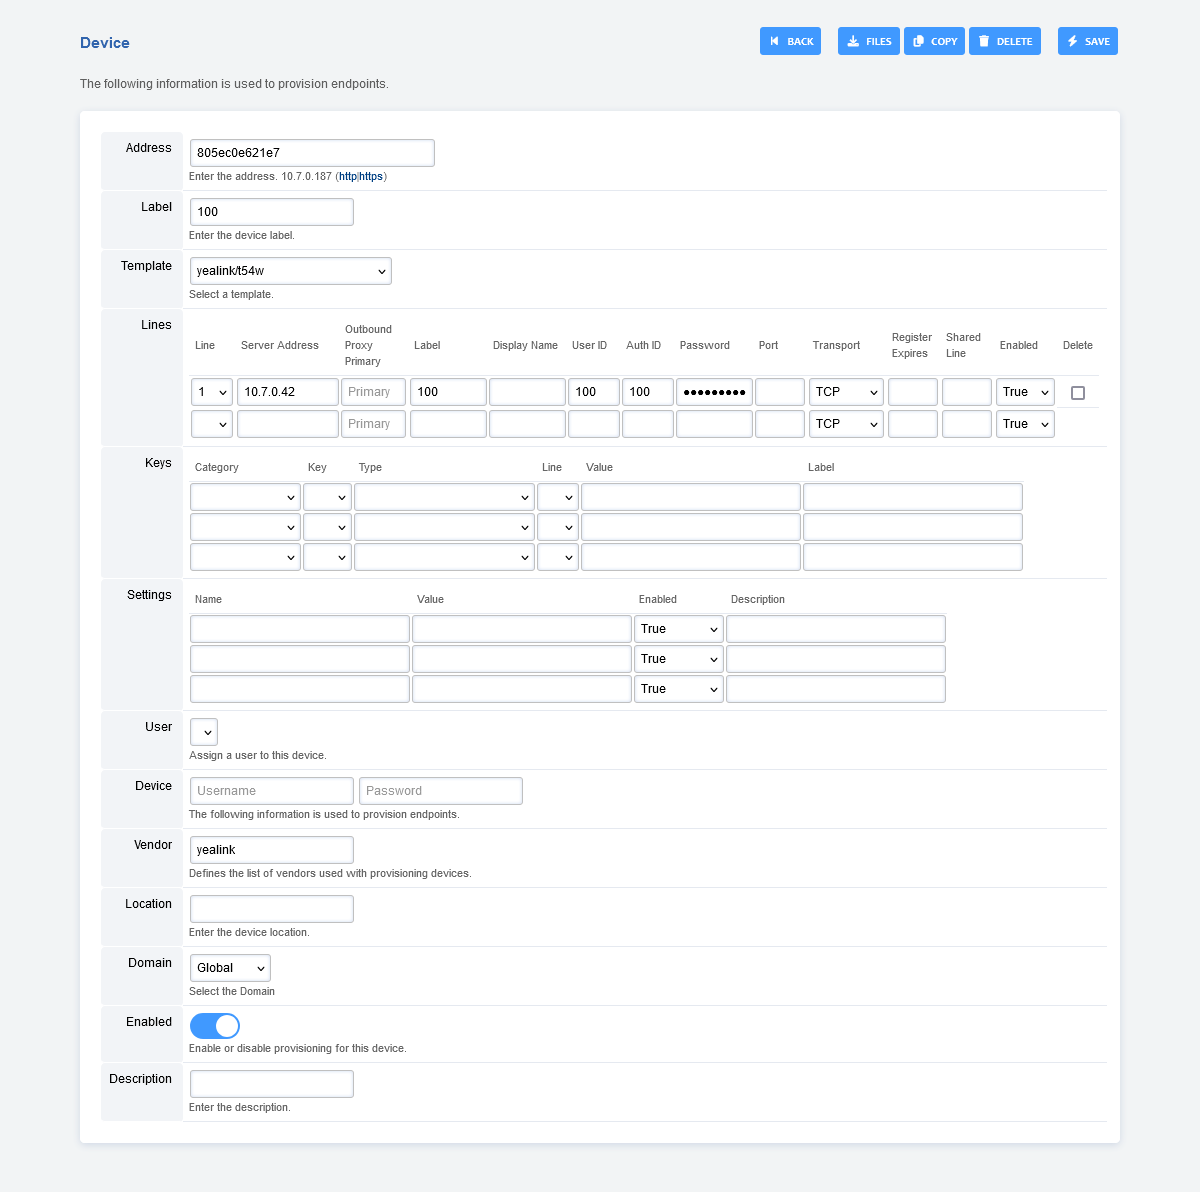 Device
BACK FILES COPY DELETE SAVE
The following information is used to provision endpoints.
Address
805ec0e621e7
Enter the address. 10.7.0.187 (http|https)
Label
100
Enter the device label.
Template
yealink/t54w
Select a template.
Lines
Line Server Address Outbound Proxy Primary Label Display Name User ID Auth ID Password Port Transport Register Expires Shared Line Enabled Delete
1 10.7.0.42 Primary 100 100 100 ●●●●●●●●● TCP True
Primary TCP True
Keys
Category Key Type Line Value Label
Settings
Name Value Enabled Description
True
True
True
User
Assign a user to this device.
Device
Username Password
The following information is used to provision endpoints.
Vendor
yealink
Defines the list of vendors used with provisioning devices.
Location
Enter the device location.
Domain
Global
Select the Domain
Enabled
Enable or disable provisioning for this device.
Description
Enter the description.